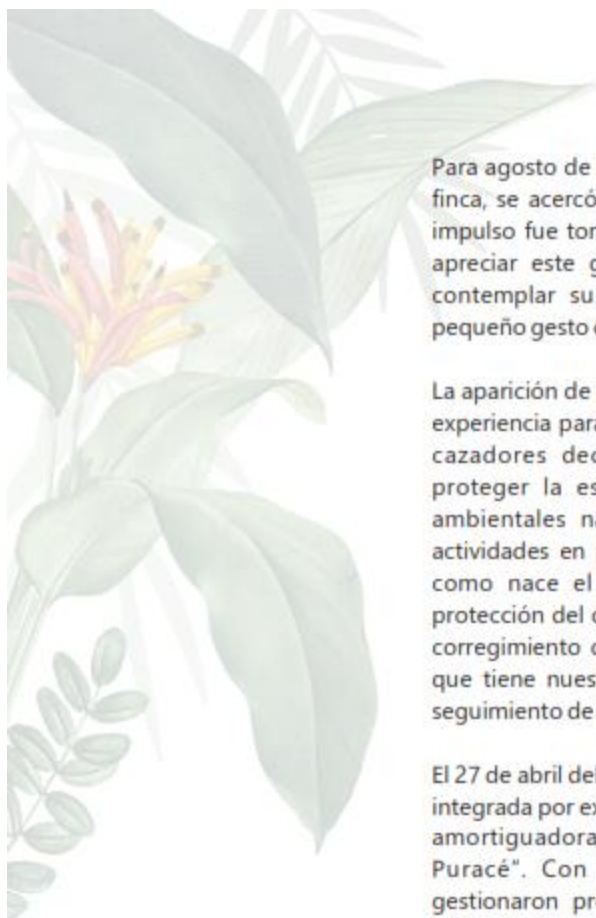 Para agosto de
finca, se acercó
impulso fue tor
apreciar este g
contemplar su
pequeño gesto
La aparición de
experiencia para
cazadores dec
proteger la es
ambientales na
actividades en
como nace el
protección del
corregimiento
que tiene nues
seguimiento de
El 27 de abril del
integrada por ex
amortiguadora
Puracé”. Con
gestionaron pr